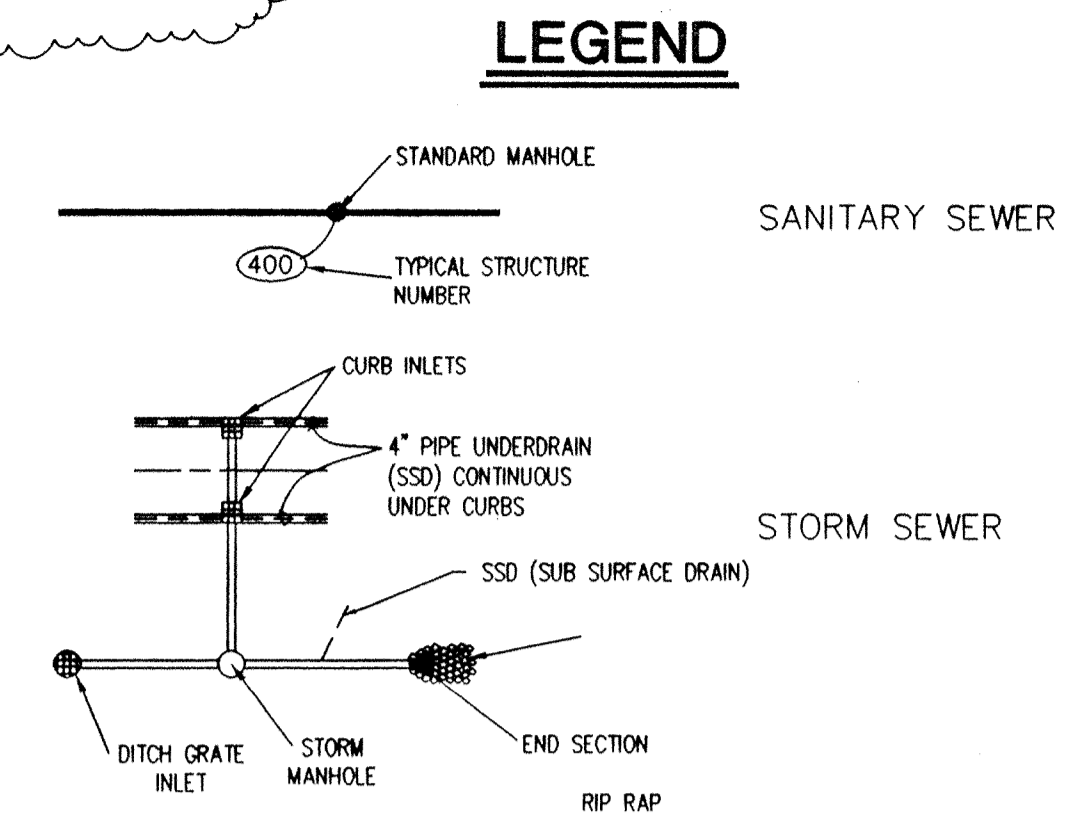 LEGEND
STANDARD MANHOLE
SANITARY SEWER
400
TYPICAL STRUCTURE
NUMBER
CURB INLETS
4" PIPE UNDERDRAIN
(SSD) CONTINUOUS
UNDER CURBS
STORM SEWER
SSD (SUB SURFACE DRAIN)
DITCH GRATE
INLET
STORM
MANHOLE
END SECTION
RIP RAP